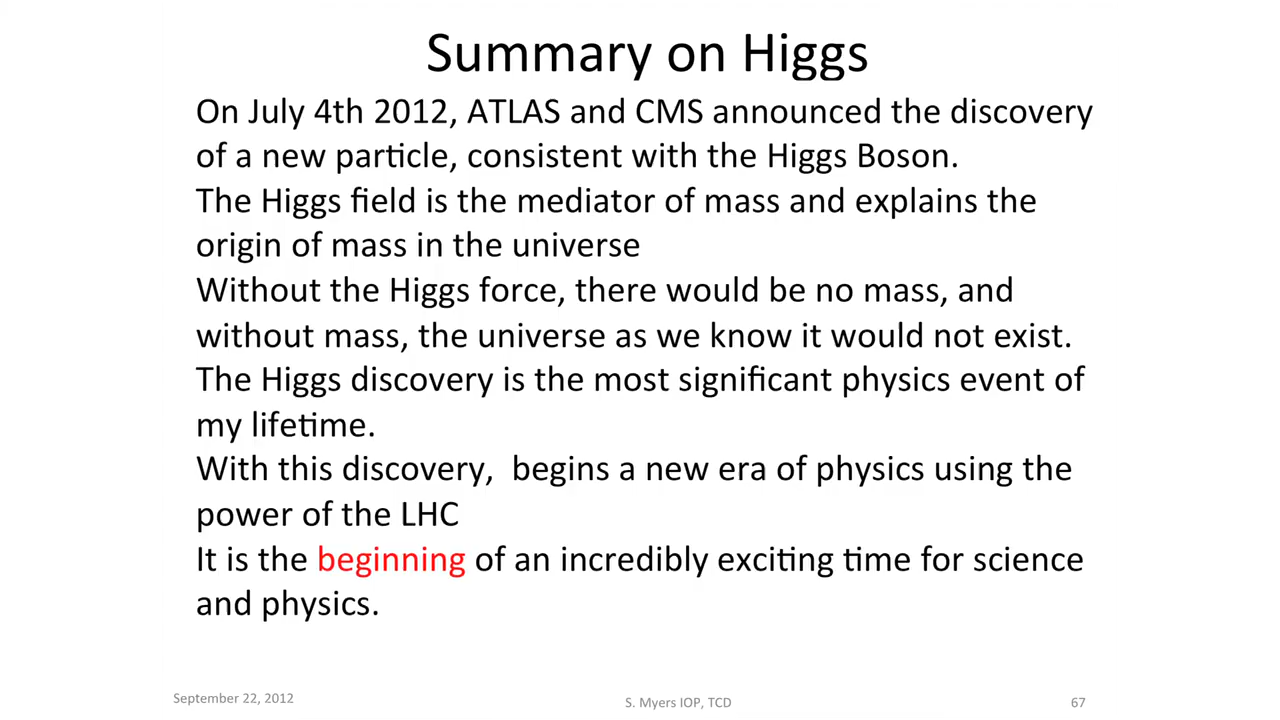 Summary on Higgs
On July 4th 2012, ATLAS and CMS announced the discovery
of a new particle, consistent with the Higgs Boson.
The Higgs field is the mediator of mass and explains the
origin of mass in the universe
Without the Higgs force, there would be no mass, and
without mass, the universe as we know it would not exist.
The Higgs discovery is the most significant physics event of
my lifetime.
With this discovery,  begins a new era of physics using the
power of the LHC
It is the beginning of an incredibly exciting time for science
and physics.
September 22, 2012
S. Myers IOP, TCD
67